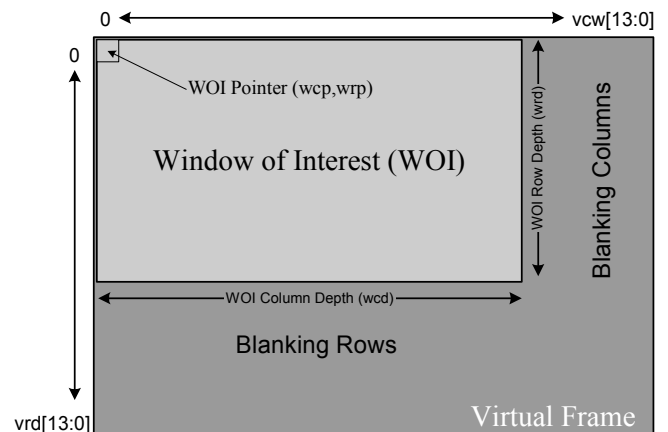 0
vcw[13:0]
0
WOI Pointer (wcp,wrp)
Window of Interest (WOI)
WOI Row Depth (wrd)
Blanking Columns
WOI Column Depth (wcd)
Blanking Rows
vrd[13:0]
Virtual Frame